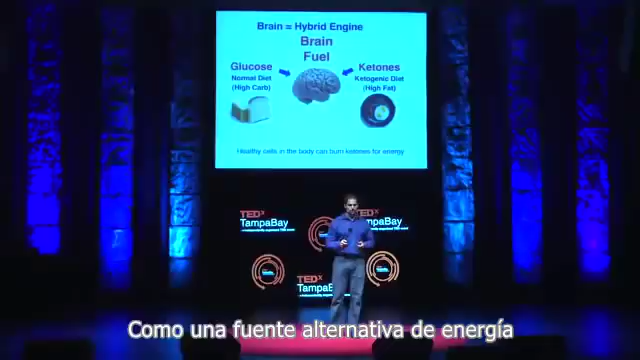 Brain = Hybrid Engine
Brain
Fuel
Glucose
Normal Diet
(High Carb)
Ketones
Ketogenic Diet
(High Fat)
Healthy cells in the body can burn ketones for energy
TEDx
TampaBay
TEDx
TampaBay
TEDx
TampaBay
Como una fuente alternativa de energía